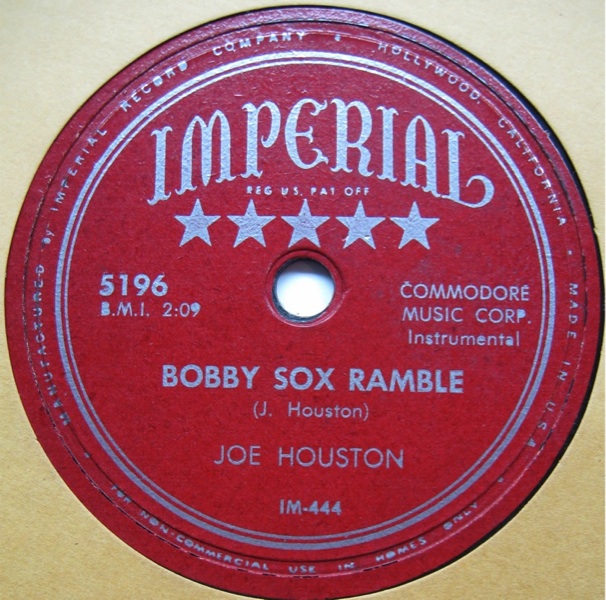 MANUFACTURED By IMPERIAL RECORD COMPANY • HOLLYWOOD, CALIFORNIA • MADE IN U S A
IMPERIAL
REG U.S. PAT OFF
5196
B.M.I. 2:09
COMMODORE
MUSIC CORP.
Instrumental
BOBBY SOX RAMBLE
(J. Houston)
JOE HOUSTON
IM-444
FOR NON-COMMERCIAL USE IN HOMES ONLY